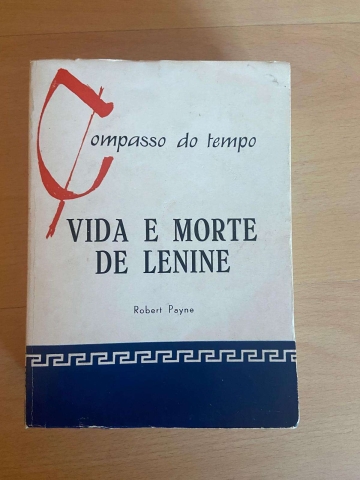 Compasso do tempo
VIDA E MORTE
DE LENINE
Robert Payne